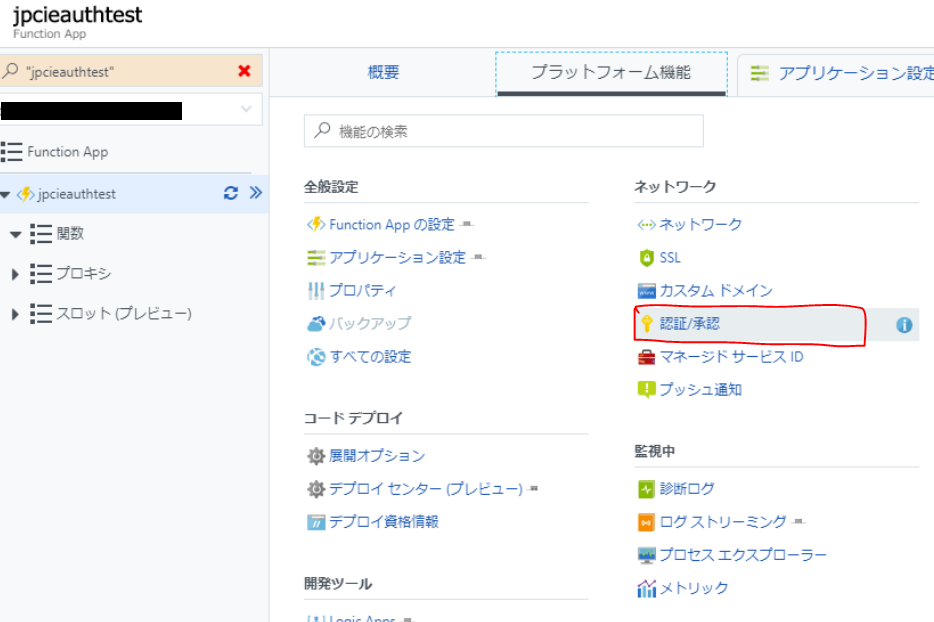 jpcieauthtest
Function App
"jpcieauthtest"
Function App
jpcieauthtest
関数
プロキシ
スロット (プレビュー)
概要
プラットフォーム機能
アプリケーション設定
機能の検索
全般設定
Function App の設定
アプリケーション設定
プロパティ
バックアップ
すべての設定
コード デプロイ
展開オプション
デプロイ センター (プレビュー)
デプロイ資格情報
開発ツール
Logic Apps
ネットワーク
ネットワーク
SSL
カスタム ドメイン
認証/承認
マネージド サービス ID
プッシュ通知
監視中
診断ログ
ログ ストリーミング
プロセス エクスプローラー
メトリック